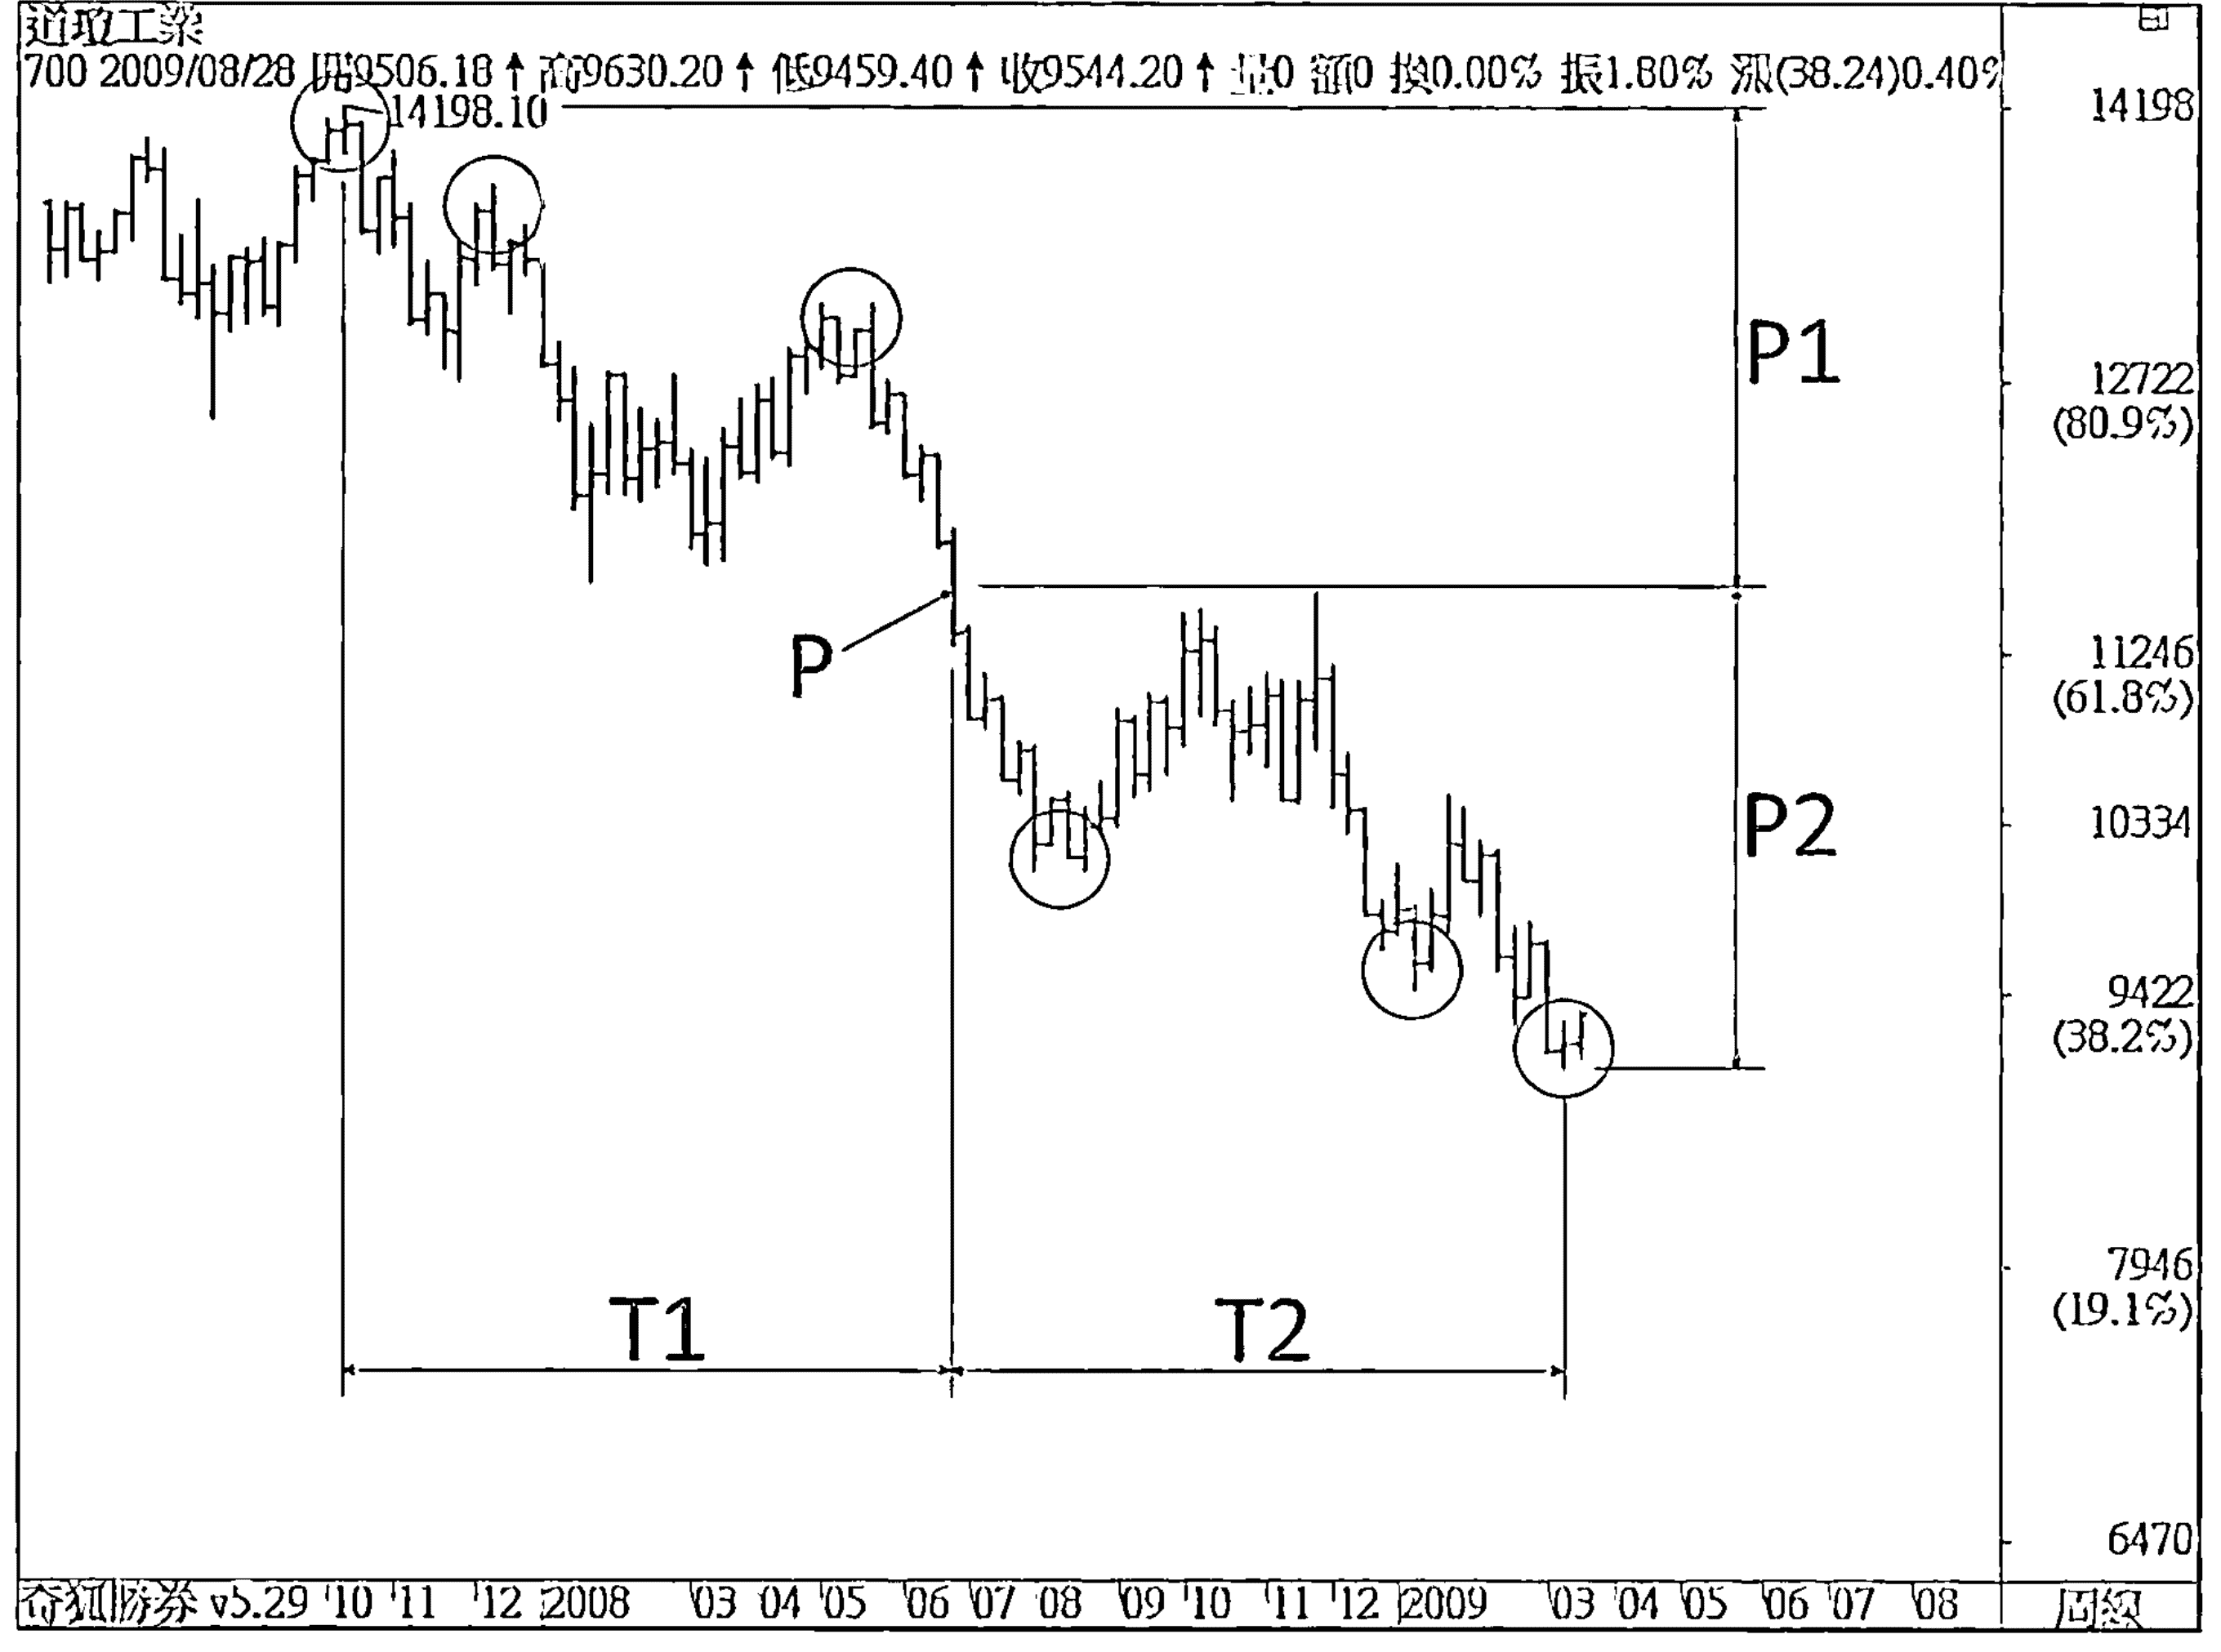 道琼工業
700 2009/08/28 開9506.18↑ 高9630.20↑ 低9459.40↑ 收9544.20↑ 量0 額0 換0.00% 振1.80% 漲(38.24)0.40%
14198.10
14198
P1
12722
(80.9%)
P
11246
(61.8%)
P2
10334
9422
(38.2%)
7946
(19.1%)
T1
T2
6470
奇狐勝券 v5.29 '10 '11 '12 2008 '03 '04 '05 '06 '07 '08 '09 '10 '11 '12 2009 '03 '04 '05 '06 '07 '08 周線